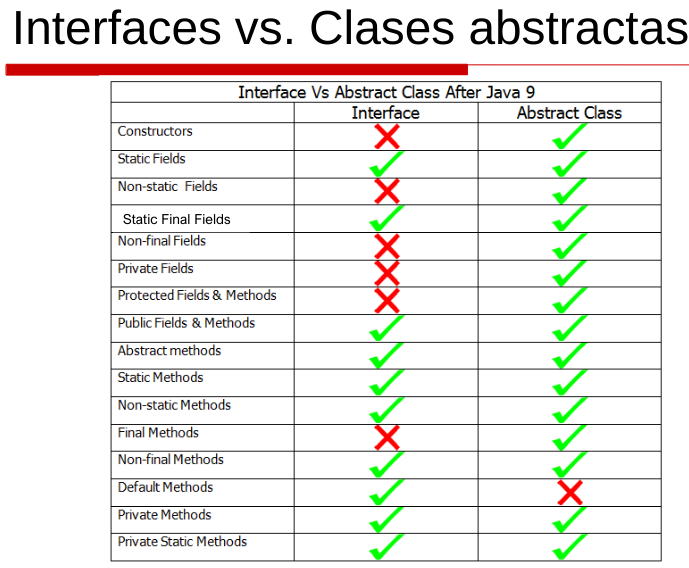 Interfaces vs. Clases abstractas
Interface Vs Abstract Class After Java 9
Interface Abstract Class
Constructors
Static Fields
Non-static Fields
Static Final Fields
Non-final Fields
Private Fields
Protected Fields & Methods
Public Fields & Methods
Abstract methods
Static Methods
Non-static Methods
Final Methods
Non-final Methods
Default Methods
Private Methods
Private Static Methods